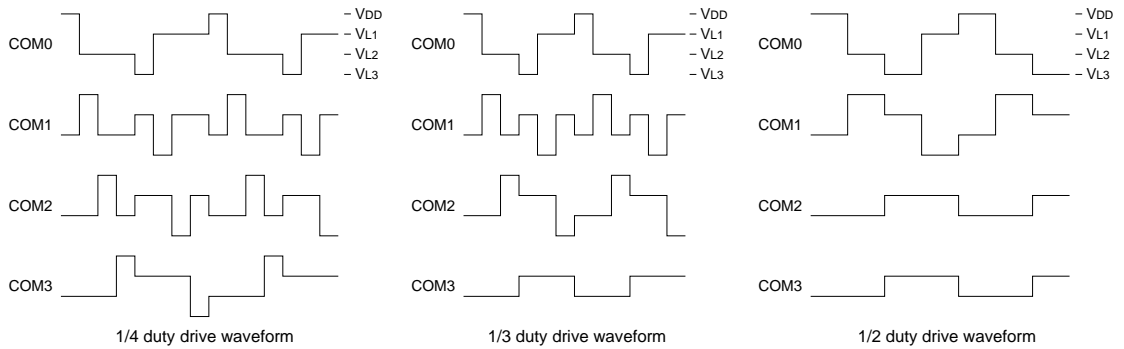 COM0
VDD
VL1
VL2
VL3
COM1
COM2
COM3
1/4 duty drive waveform
COM0
VDD
VL1
VL2
VL3
COM1
COM2
COM3
1/3 duty drive waveform
COM0
VDD
VL1
VL2
VL3
COM1
COM2
COM3
1/2 duty drive waveform